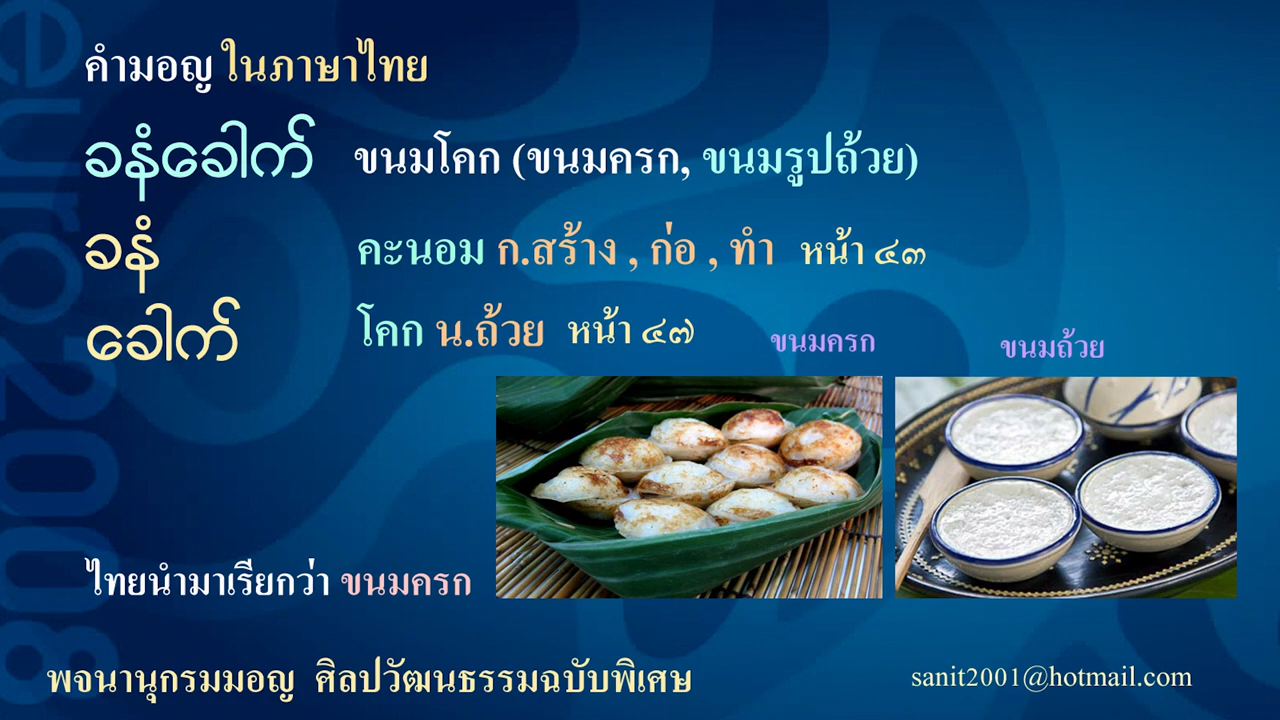 คำมอญ ในภาษาไทย
ခနံခေါက် ขนมโคก (ขนมครก, ขนมรูปถ้วย)
ခနံ คะนอม ก.สร้าง , ก่อ , ทำ หน้า ๔๓
ခေါက် โคก น.ถ้วย หน้า ๔๗
ขนมครก ขนมถ้วย
ไทยนำมาเรียกว่า ขนมครก
พจนานุกรมมอญ ศิลปวัฒนธรรมฉบับพิเศษ sanit2001@hotmail.com
euro2008